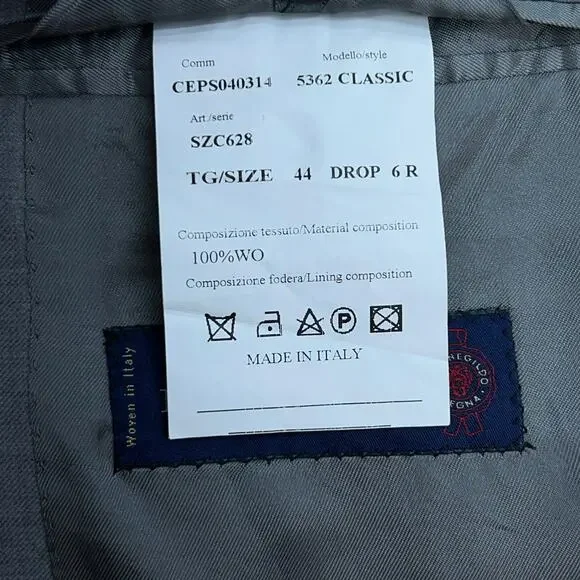 Comm Modello/style
CEPS040314 5362 CLASSIC
Art./serie
SZC628
TG/SIZE 44 DROP 6 R
Composizione tessuto/Material composition
100%WO
Composizione fodera/Lining composition
P
MADE IN ITALY
Woven in Italy